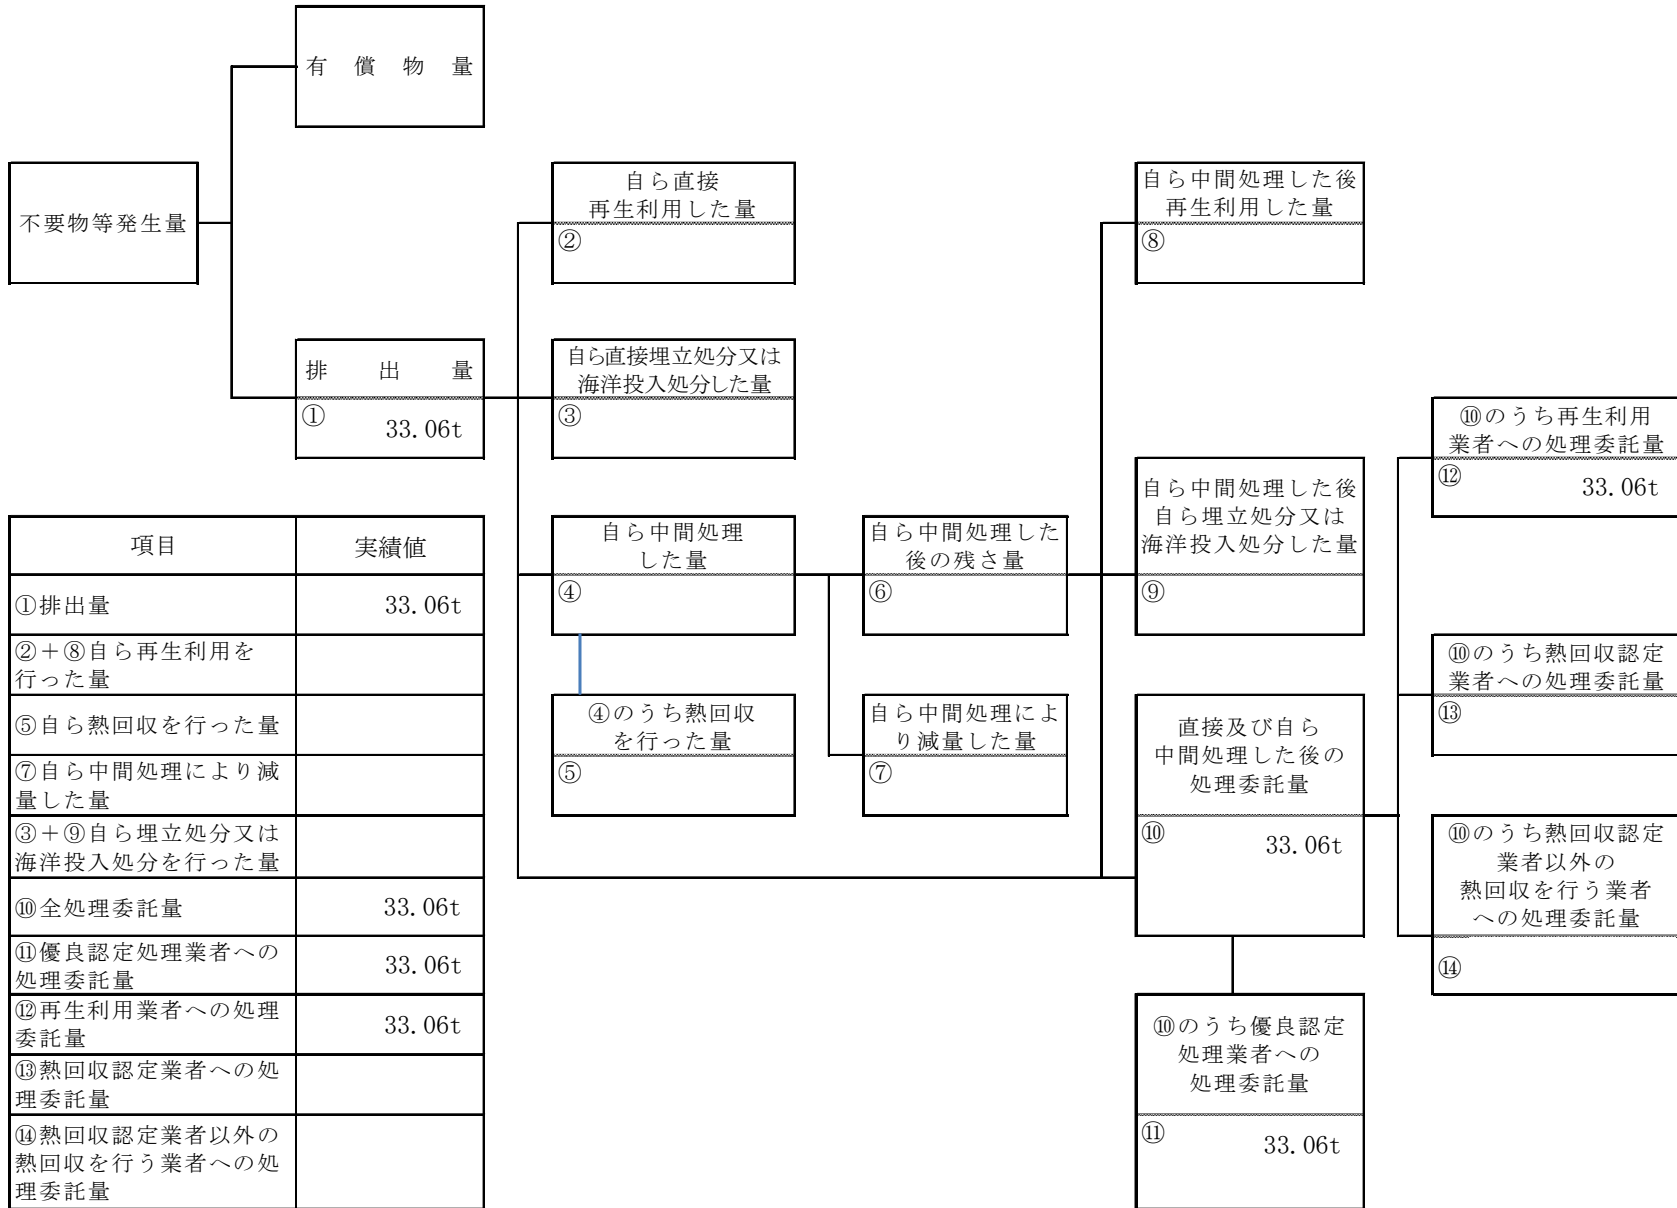 有償物量
不要物等発生量
排出量
①
33.06t
自ら直接
再生利用した量
②
自ら直接埋立処分又は
海洋投入処分した量
③
自ら中間処理
した量
④
④のうち熱回収
を行った量
⑤
自ら中間処理した
後の残さ量
⑥
自ら中間処理によ
り減量した量
⑦
自ら中間処理した後
再生利用した量
⑧
自ら中間処理した後
自ら埋立処分又は
海洋投入処分した量
⑨
直接及び自ら
中間処理した後の
処理委託量
⑩
33.06t
⑩のうち優良認定
処理業者への
処理委託量
⑪
33.06t
⑩のうち再生利用
業者への処理委託量
⑫
33.06t
⑩のうち熱回収認定
業者への処理委託量
⑬
⑩のうち熱回収認定
業者以外の
熱回収を行う業者
への処理委託量
⑭
項目 実績値
①排出量 33.06t
②+⑧自ら再生利用を
行った量
⑤自ら熱回収を行った量
⑦自ら中間処理により減
量した量
③+⑨自ら埋立処分又は
海洋投入処分を行った量
⑩全処理委託量 33.06t
⑪優良認定処理業者への
処理委託量 33.06t
⑫再生利用業者への処理
委託量 33.06t
⑬熱回収認定業者への処
理委託量
⑭熱回収認定業者以外の
熱回収を行う業者への処
理委託量